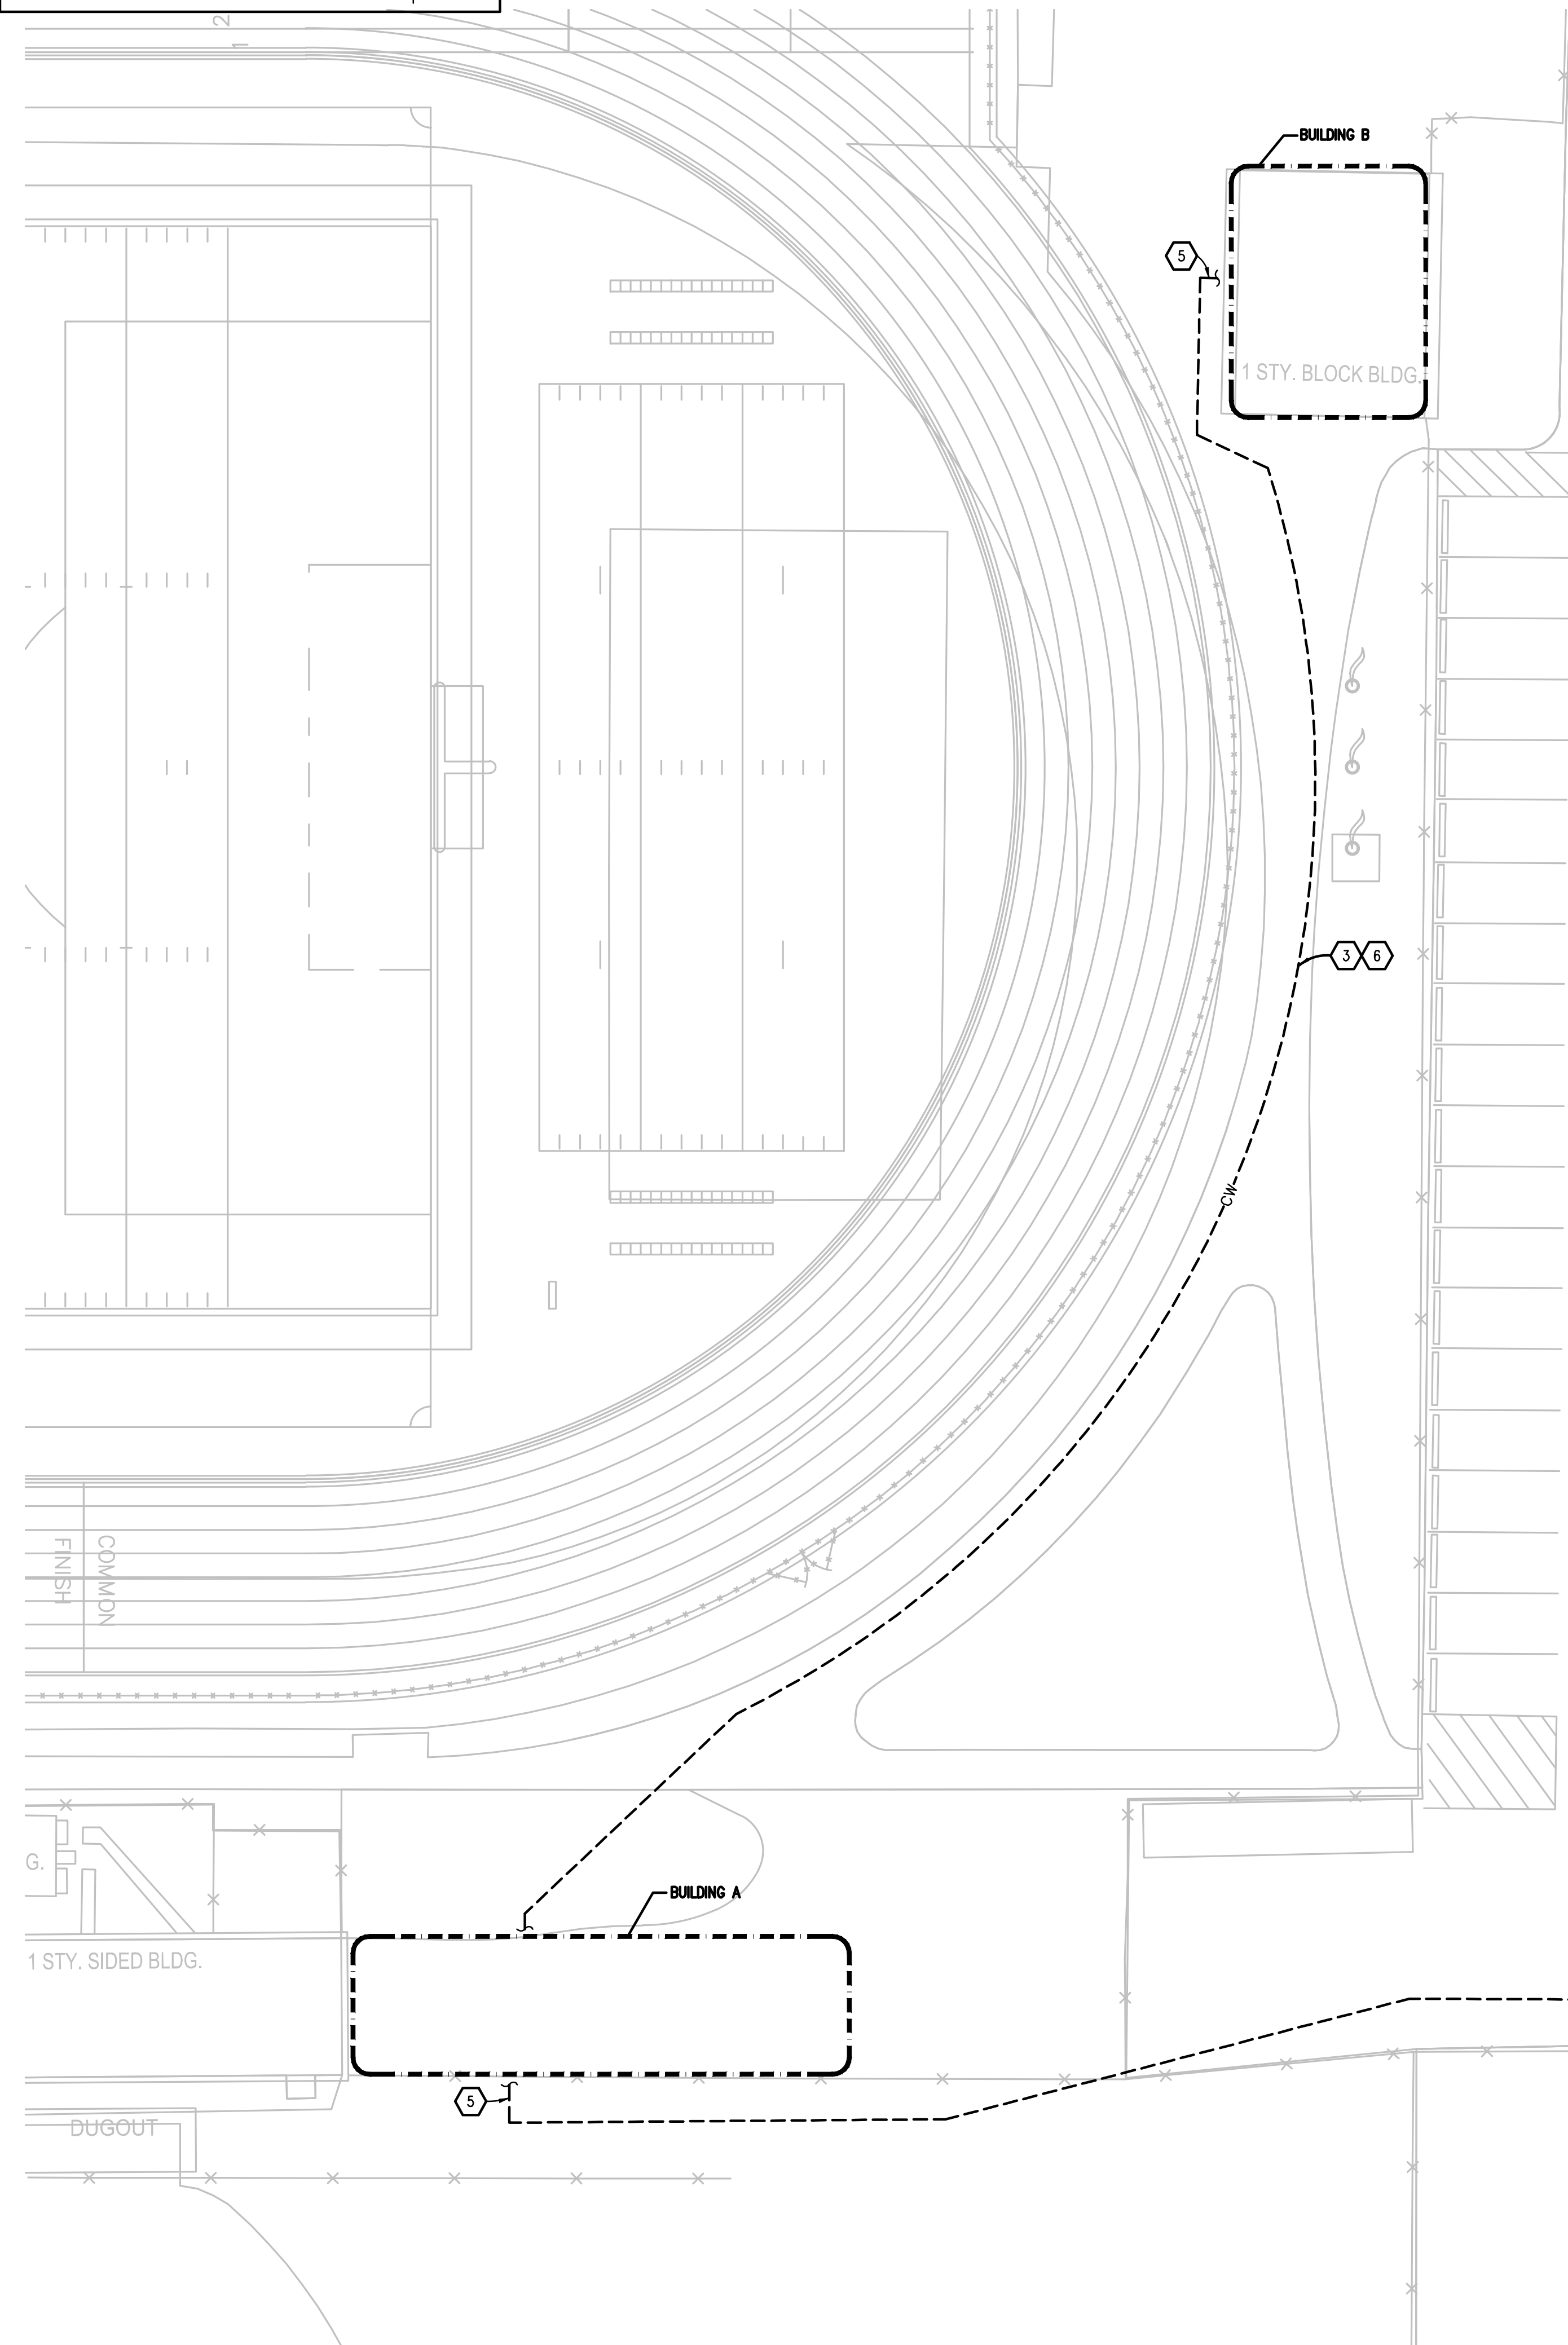 2
1
BUILDING B
5
1 STY. BLOCK BLDG.
3 6
CW
COMMON
FINISH
G.
BUILDING A
1 STY. SIDED BLDG.
5
DUGOUT